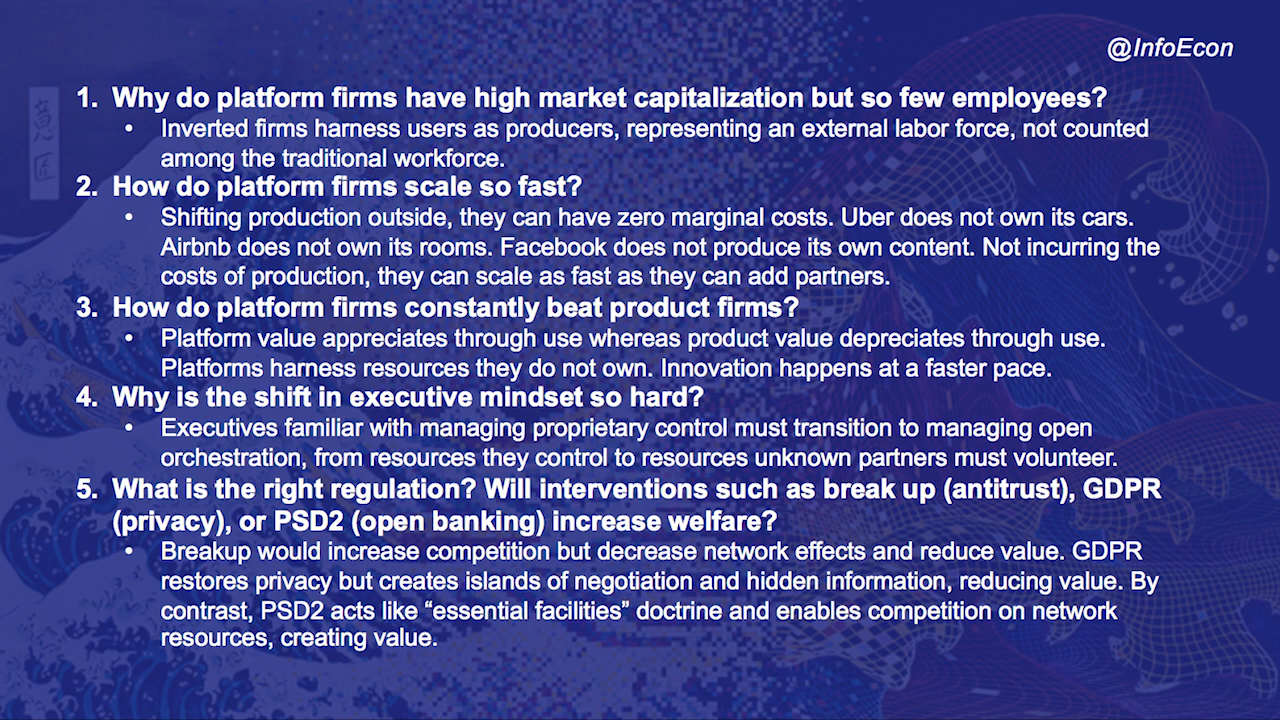 @InfoEcon
1. Why do platform firms have high market capitalization but so few employees?
• Inverted firms harness users as producers, representing an external labor force, not counted
among the traditional workforce.
2. How do platform firms scale so fast?
• Shifting production outside, they can have zero marginal costs. Uber does not own its cars.
Airbnb does not own its rooms. Facebook does not produce its own content. Not incurring the
costs of production, they can scale as fast as they can add partners.
3. How do platform firms constantly beat product firms?
• Platform value appreciates through use whereas product value depreciates through use.
Platforms harness resources they do not own. Innovation happens at a faster pace.
4. Why is the shift in executive mindset so hard?
• Executives familiar with managing proprietary control must transition to managing open
orchestration, from resources they control to resources unknown partners must volunteer.
5. What is the right regulation? Will interventions such as break up (antitrust), GDPR
(privacy), or PSD2 (open banking) increase welfare?
• Breakup would increase competition but decrease network effects and reduce value. GDPR
restores privacy but creates islands of negotiation and hidden information, reducing value. By
contrast, PSD2 acts like “essential facilities” doctrine and enables competition on network
resources, creating value.